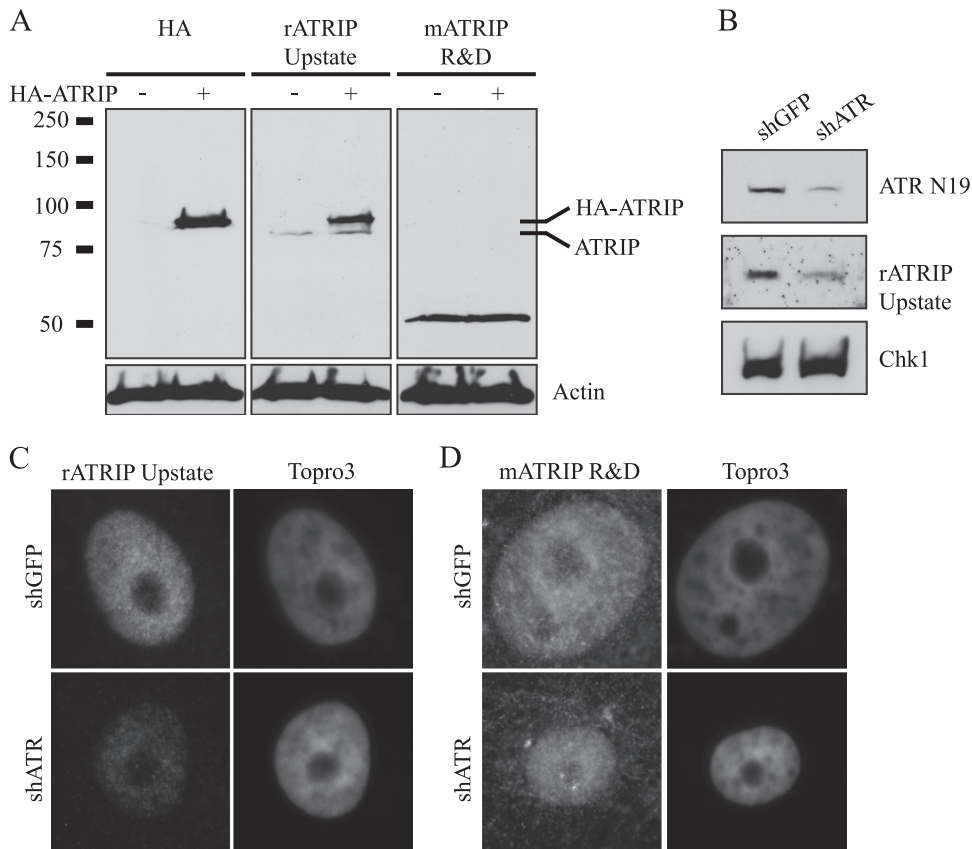 A
HA
rATRIP
Upstate
mATRIP
R&D
HA-ATRIP
-
+
-
+
-
+
250
150
100
75
50
HA-ATRIP
ATRIP
Actin
B
shGFP
shATR
ATR N19
rATRIP
Upstate
Chk1
C
rATRIP Upstate
Topro3
shGFP
shATR
D
mATRIP R&D
Topro3
shGFP
shATR